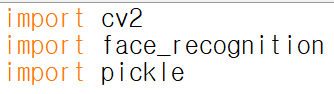 import cv2
import face_recognition
import pickle